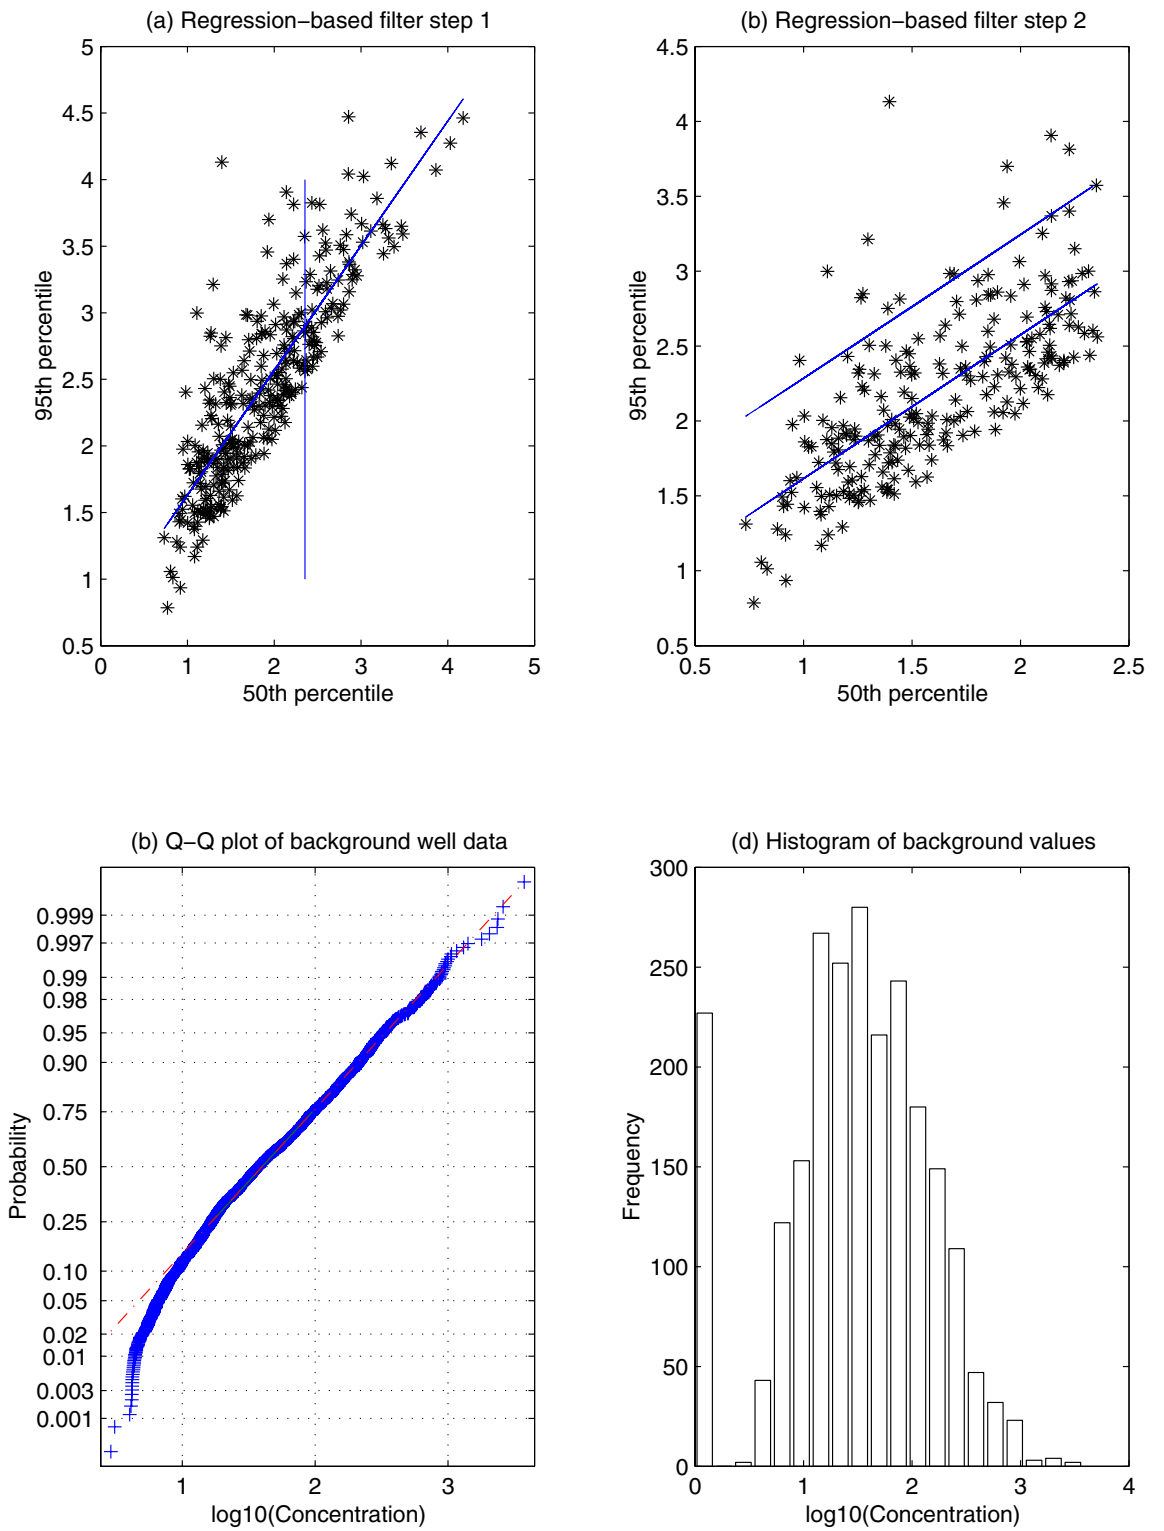 (a) Regression−based filter step 1
5
4.5
4
3.5
3
2.5
2
1.5
1
0.5
95th percentile
0 1 2 3 4 5
50th percentile
(b) Regression−based filter step 2
4.5
4
3.5
3
2.5
2
1.5
1
0.5
95th percentile
0.5 1 1.5 2 2.5
50th percentile
(b) Q−Q plot of background well data
0.999
0.997
0.99
0.98
0.95
0.90
0.75
0.50
0.25
0.10
0.05
0.02
0.01
0.003
0.001
Probability
1 2 3
log10(Concentration)
(d) Histogram of background values
300
250
200
150
100
50
0
Frequency
0 1 2 3 4
log10(Concentration)